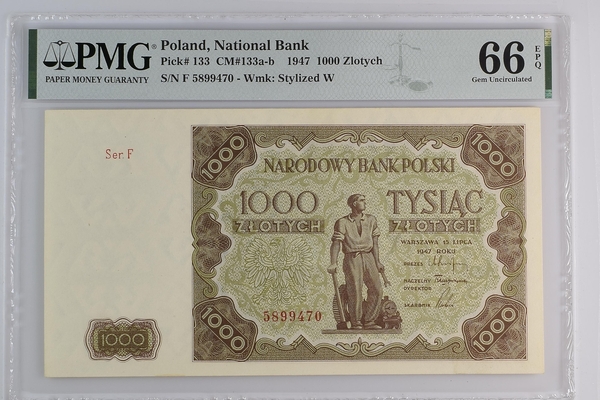 PMG
PAPER MONEY GUARANTY
Poland, National Bank
Pick# 133 CM#133a-b 1947 1000 Zlotych
S/N F 5899470 - Wmk: Stylized W
66
EPQ
Gem Uncirculated
Ser. F
1000
1000
NARODOWY BANK POLSKI
1000 TYSIĄC
ZŁOTYCH ZŁOTYCH
WARSZAWA 15 LIPCA
1947 ROKU
PREZES
NACZELNY
DYREKTOR
SKARBNIK
5899470
1000
1000
1000